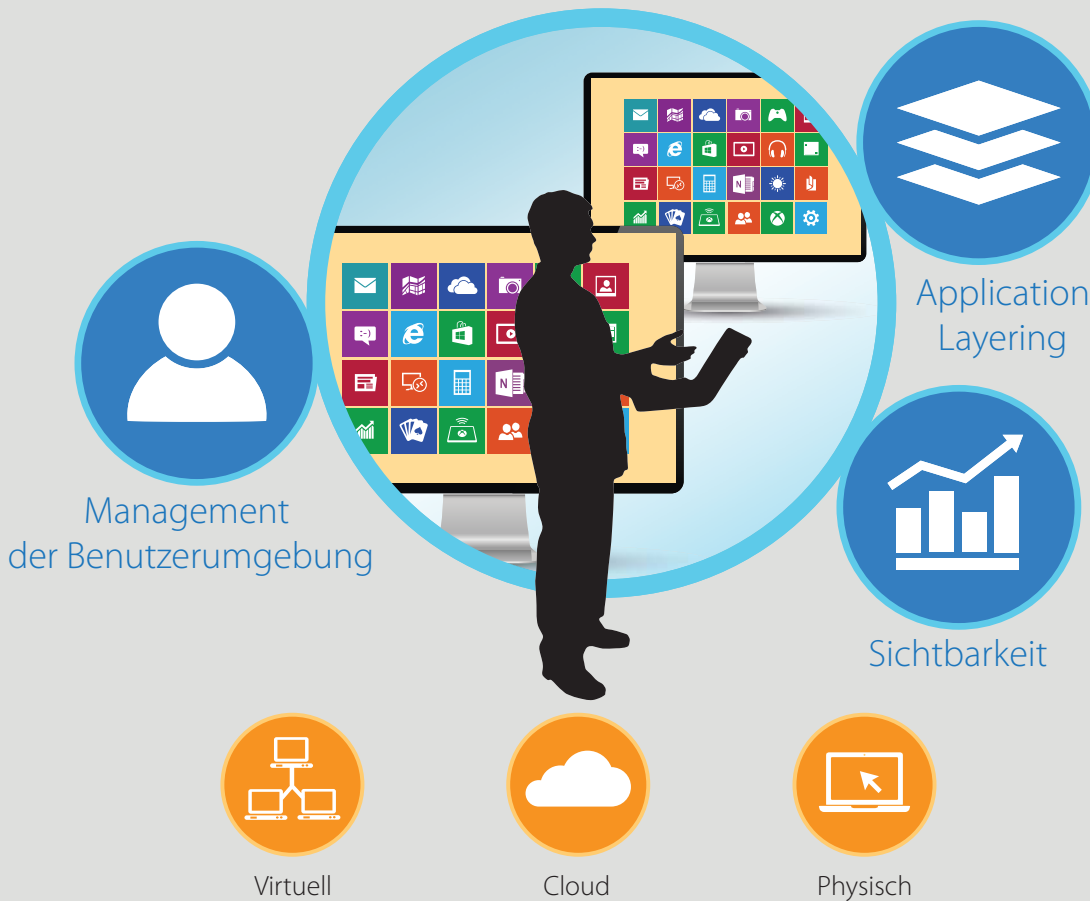 Application
Layering
Management
der Benutzerumgebung
Sichtbarkeit
Virtuell
Cloud
Physisch